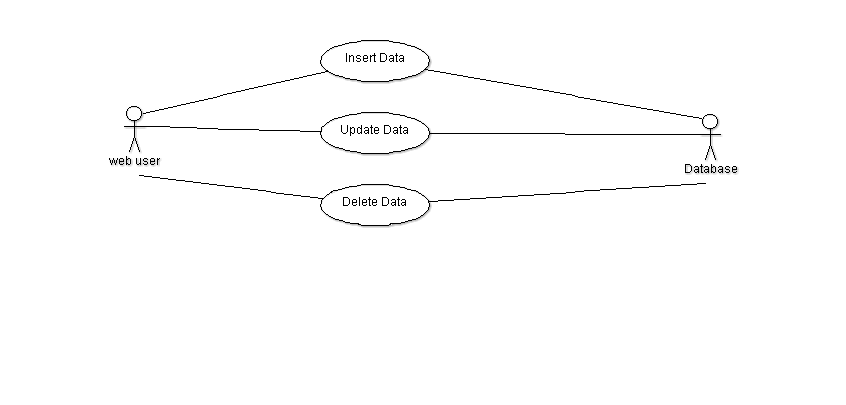 Insert Data
Update Data
web user
Database
Delete Data